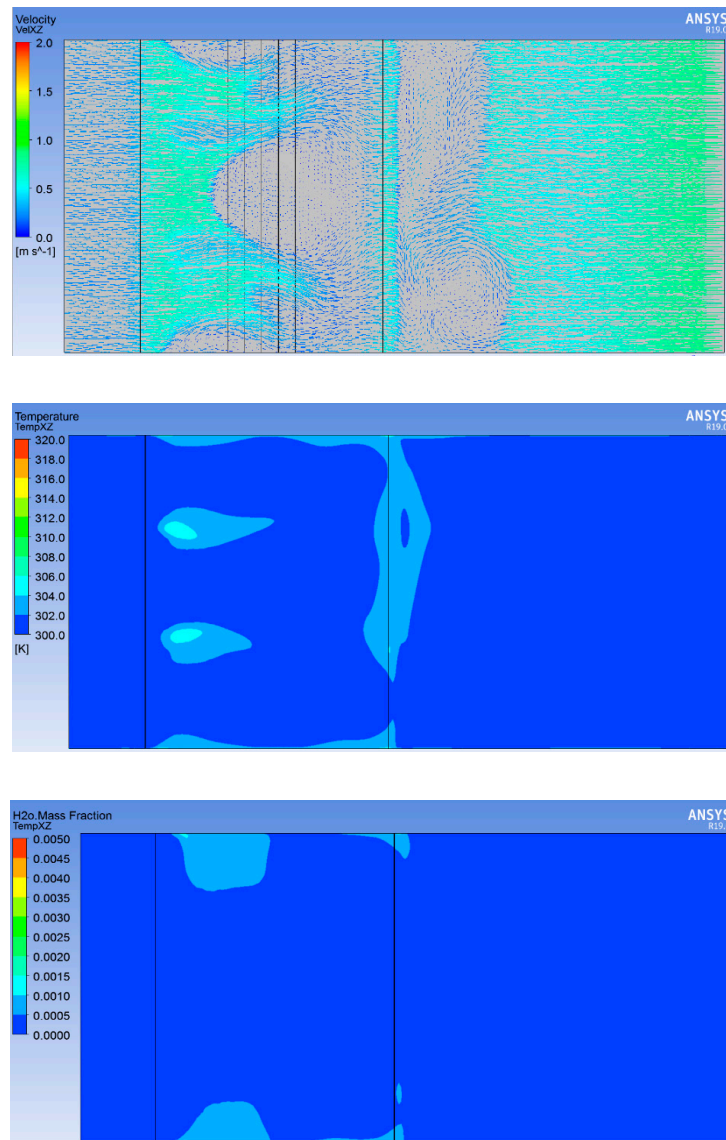 Velocity
VelXZ
ANSYS
R19.0
2.0
1.5
1.0
0.5
0.0
[m s^-1]
Temperature
TempXZ
ANSYS
R19.0
320.0
318.0
316.0
314.0
312.0
310.0
308.0
306.0
304.0
302.0
300.0
[K]
H2o.Mass Fraction
TempXZ
ANSYS
R19.
0.0050
0.0045
0.0040
0.0035
0.0030
0.0025
0.0020
0.0015
0.0010
0.0005
0.0000